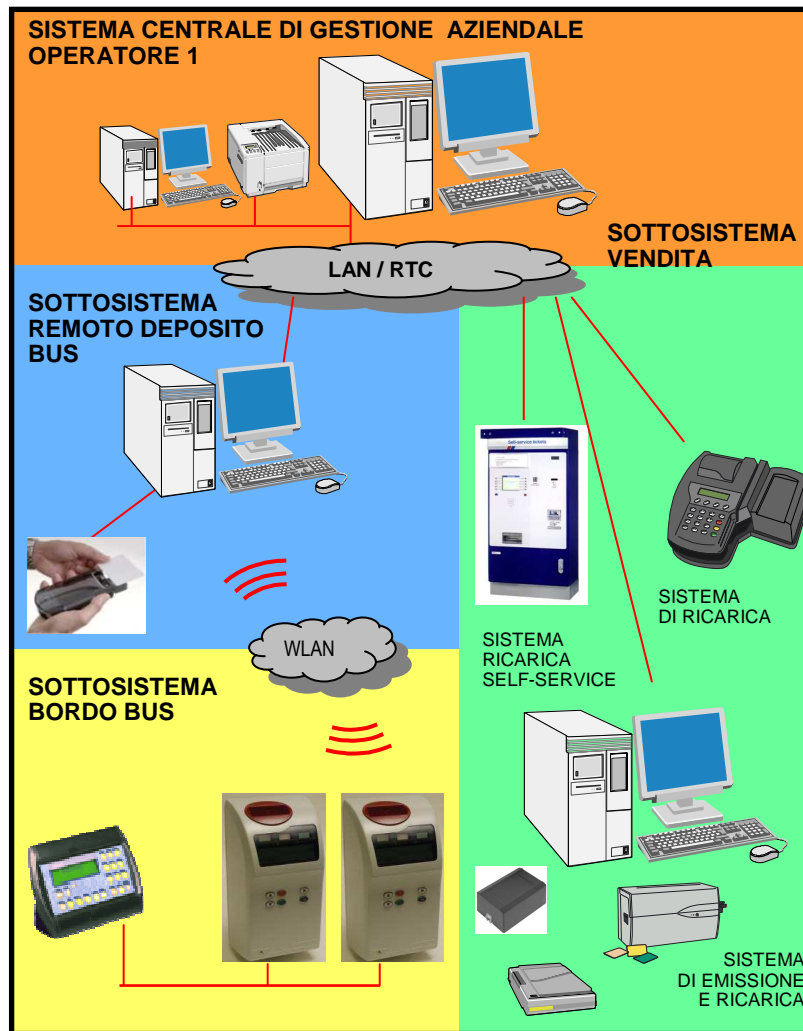 SISTEMA CENTRALE DI GESTIONE AZIENDALE
OPERATORE 1
LAN / RTC
SOTTOSISTEMA
VENDITA
SOTTOSISTEMA
REMOTO DEPOSITO
BUS
Self-service tickets
SISTEMA
DI RICARICA
SISTEMA
RICARICA
SELF-SERVICE
WLAN
SOTTOSISTEMA
BORDO BUS
SISTEMA
DI EMISSIONE
E RICARICA